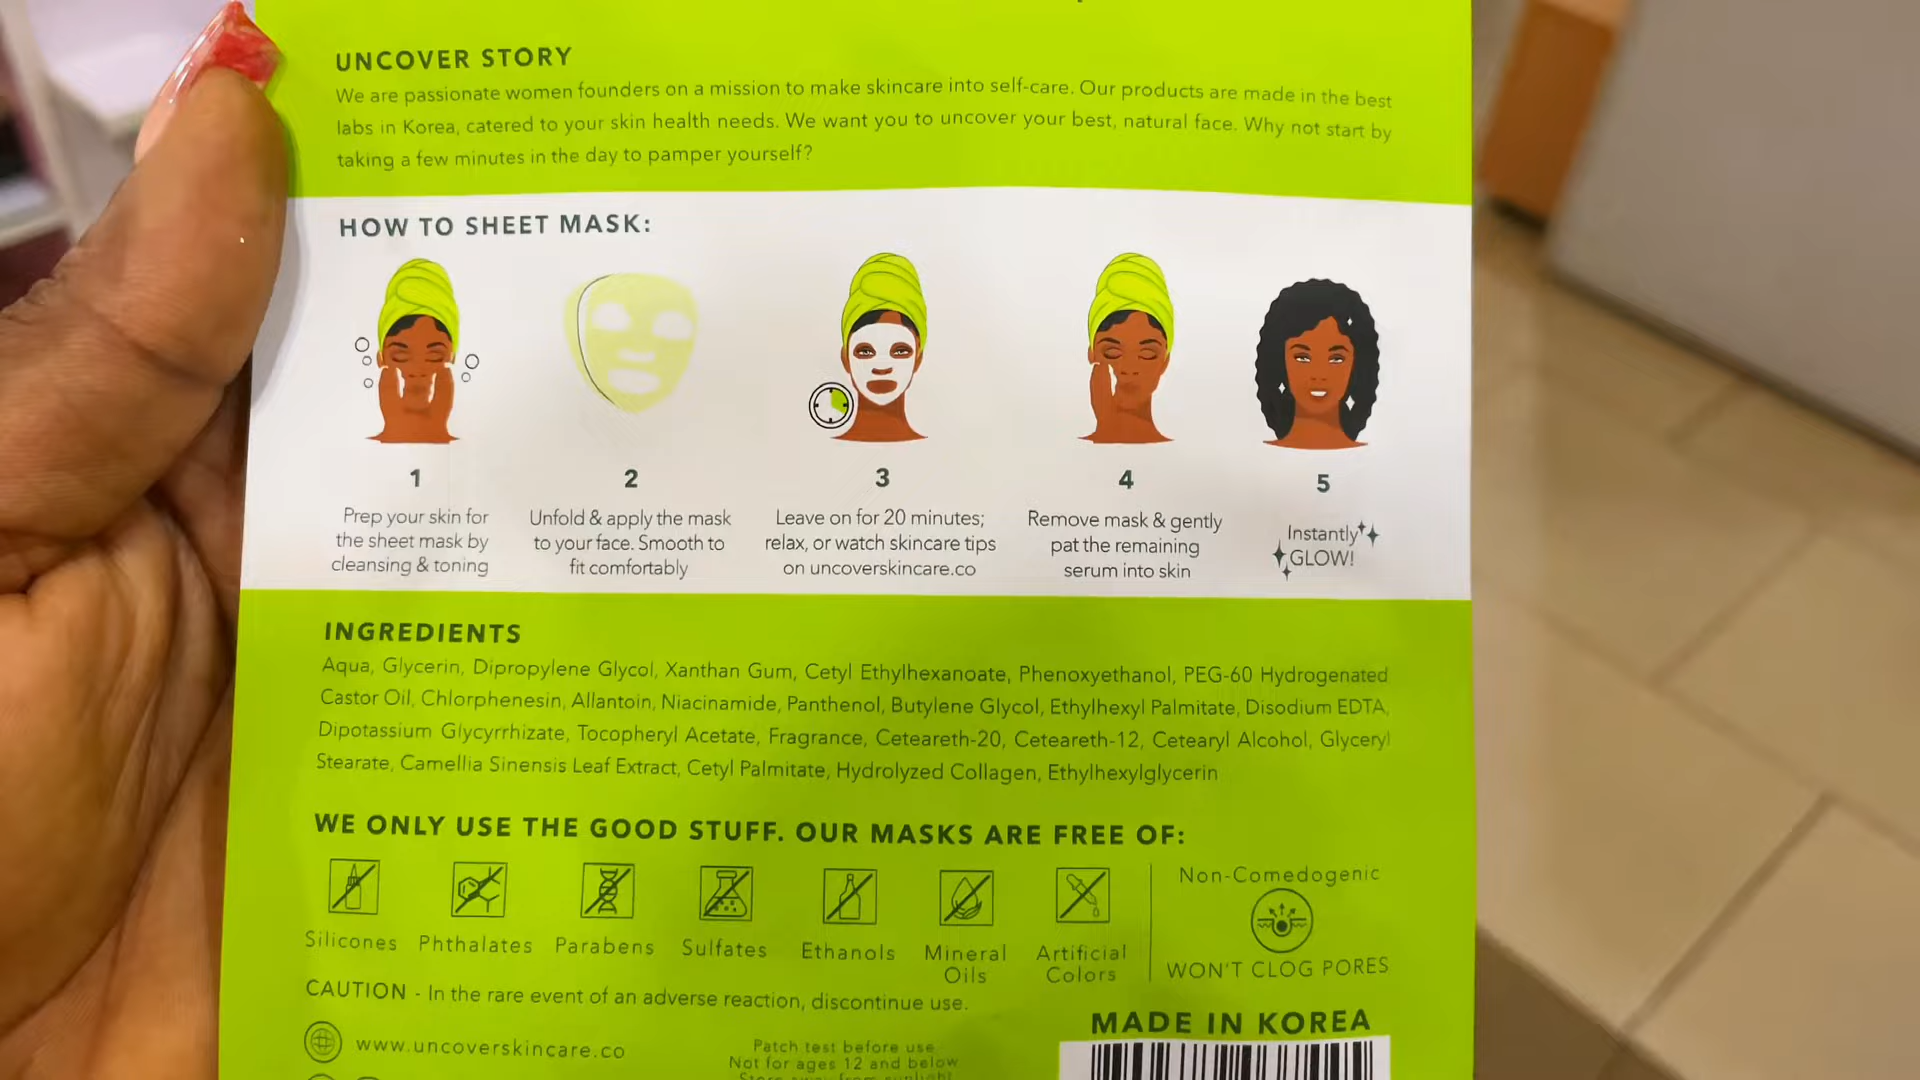 UNCOVER STORY
We are passionate women founders on a mission to make skincare into self-care. Our products are made in the best
labs in Korea, catered to your skin health needs. We want you to uncover your best, natural face. Why not start by
taking a few minutes in the day to pamper yourself?
HOW TO SHEET MASK:
1
Prep your skin for
the sheet mask by
cleansing & toning
2
Unfold & apply the mask
to your face. Smooth to
fit comfortably
3
Leave on for 20 minutes;
relax, or watch skincare tips
on uncoverskincare.co
4
Remove mask & gently
pat the remaining
serum into skin
5
Instantly
GLOW!
INGREDIENTS
Aqua, Glycerin, Dipropylene Glycol, Xanthan Gum, Cetyl Ethylhexanoate, Phenoxyethanol, PEG-60 Hydrogenated
Castor Oil, Chlorphenesin, Allantoin, Niacinamide, Panthenol, Butylene Glycol, Ethylhexyl Palmitate, Disodium EDTA,
Dipotassium Glycyrrhizate, Tocopheryl Acetate, Fragrance, Ceteareth-20, Ceteareth-12, Cetearyl Alcohol, Glyceryl
Stearate, Camellia Sinensis Leaf Extract, Cetyl Palmitate, Hydrolyzed Collagen, Ethylhexylglycerin
WE ONLY USE THE GOOD STUFF. OUR MASKS ARE FREE OF:
Silicones
Phthalates
Parabens
Sulfates
Ethanols
Mineral
Oils
Artificial
Colors
Non-Comedogenic
WON'T CLOG PORES
CAUTION - In the rare event of an adverse reaction, discontinue use.
www.uncoverskincare.co
Patch test before use
Not for ages 12 and below
Store away from sunlight
MADE IN KOREA